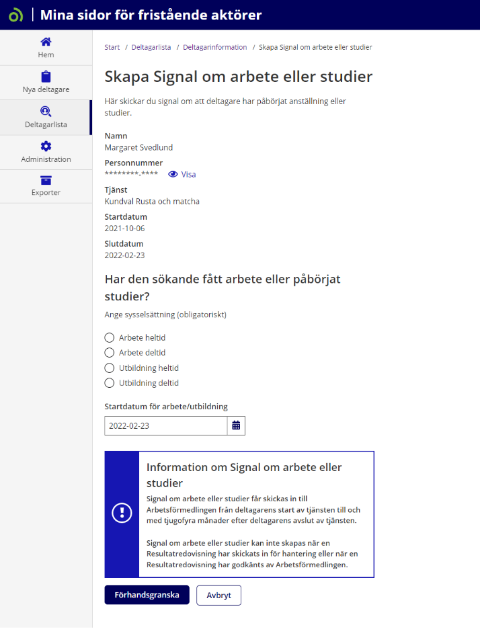 Mina sidor för fristående aktörer
Hem
Nya deltagare
Deltagarlista
Administration
Exporter
Start / Deltagarlista / Deltagarinformation / Skapa Signal om arbete eller studier
Skapa Signal om arbete eller studier
Här skickar du signal om att deltagare har påbörjat anställning eller
studier.
Namn
Margaret Svedlund
Personnummer
********-**** Visa
Tjänst
Kundval Rusta och matcha
Startdatum
2021-10-06
Slutdatum
2022-02-23
Har den sökande fått arbete eller påbörjat
studier?
Ange sysselsättning (obligatoriskt)
Arbete heltid
Arbete deltid
Utbildning heltid
Utbildning deltid
Startdatum för arbete/utbildning
2022-02-23
Information om Signal om arbete eller
studier
Signal om arbete eller studier får skickas in till
Arbetsförmedlingen från deltagarens start av tjänsten till och
med tjugofyra månader efter deltagarens avslut av tjänsten.
Signal om arbete eller studier kan inte skapas när en
Resultatredovisning har skickats in för hantering eller när en
Resultatredovisning har godkänts av Arbetsförmedlingen.
Förhandsgranska
Avbryt